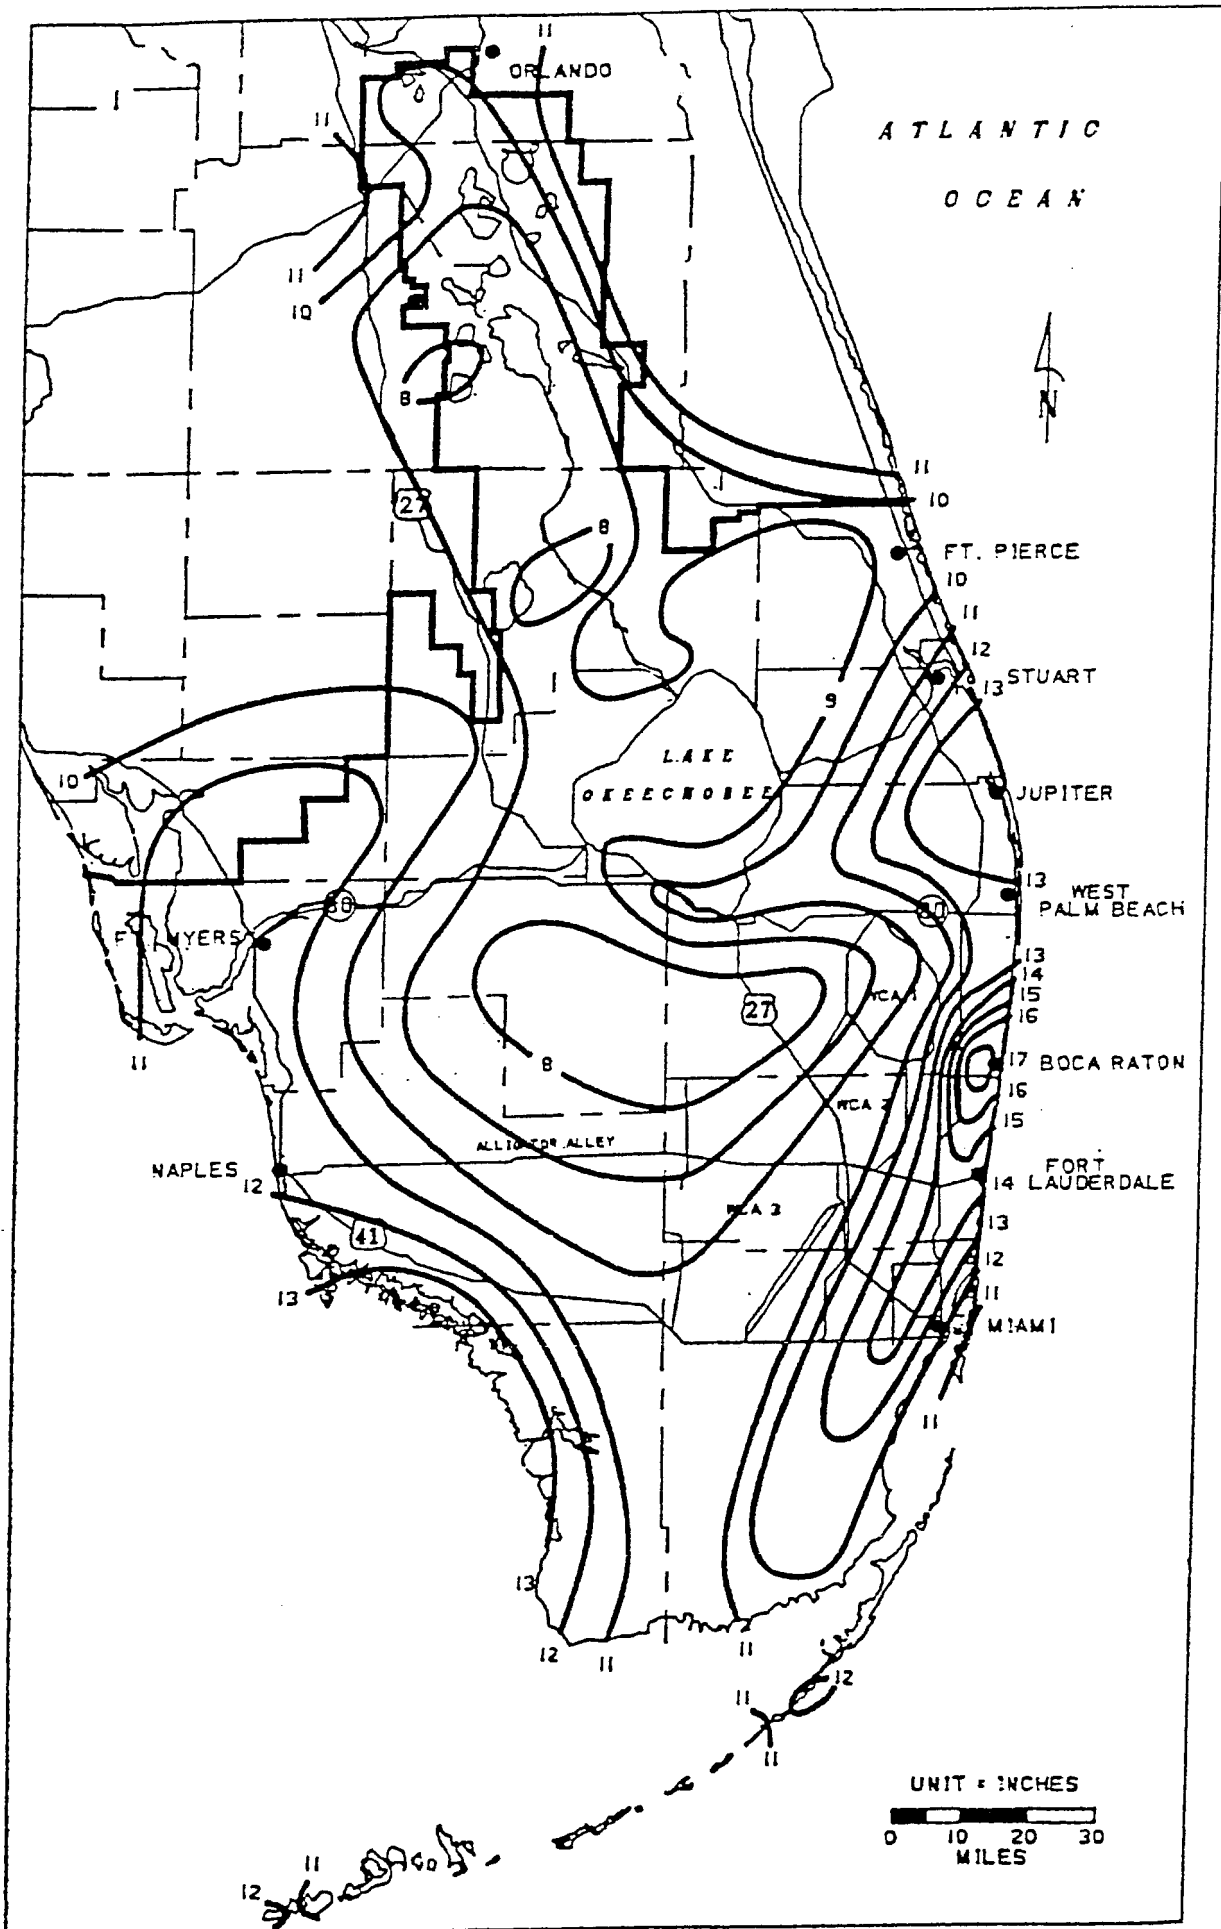 11
ORLANDO
11
ATLANTIC
OCEAN
11
10
N
8
11
27
10
8
FT. PIERCE
10
11
12
13 STUART
9
LAKE
OKEECHOBEE
10
JUPITER
13
WEST
PALM BEACH
80
80
FT. MYERS
13
14
WCA 1
15
27
16
8
17 BOCA RATON
11
16
WCA 2
15
ALLIGATOR ALLEY
NAPLES
12
FORT
14 LAUDERDALE
WCA 3
13
41
12
13
11
MIAMI
11
13
12
11
11
12
11
11
UNIT = INCHES
0 10 20 30
MILES
11
12